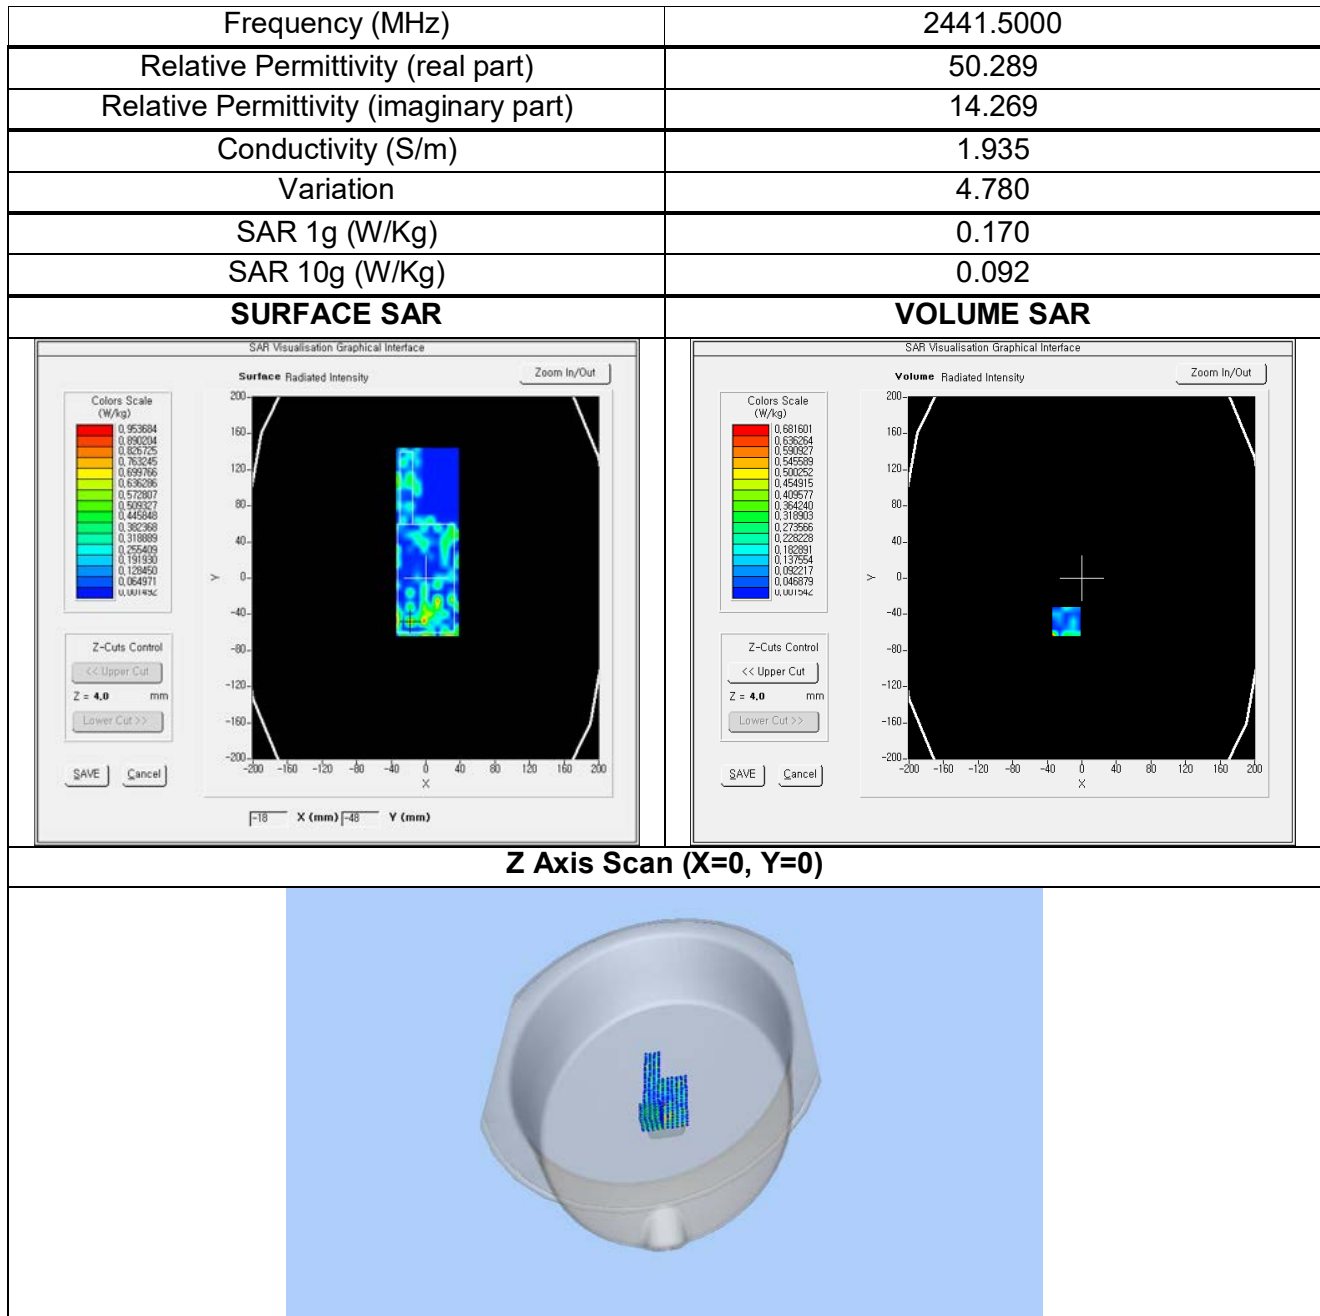 Frequency (MHz) 2441.5000
Relative Permittivity (real part) 50.289
Relative Permittivity (imaginary part) 14.269
Conductivity (S/m) 1.935
Variation 4.780
SAR 1g (W/Kg) 0.170
SAR 10g (W/Kg) 0.092
SURFACE SAR VOLUME SAR
SAR Visualisation Graphical Interface
Surface Radiated Intensity
Zoom In/Out
Colors Scale
(W/kg)
0,953684
0,890204
0,826725
0,763245
0,699766
0,636286
0,572807
0,509327
0,445848
0,382368
0,318889
0,255409
0,191930
0,128450
0,064971
0,001492
Z-Cuts Control
<< Upper Cut
Z = 4,0 mm
Lower Cut >>
SAVE Cancel
200
160
120
80
40
0
-40
-80
-120
-160
-200
Y
-200 -160 -120 -80 -40 0 40 80 120 160 200
X
-18 X (mm) -48 Y (mm)
SAR Visualisation Graphical Interface
Volume Radiated Intensity
Zoom In/Out
Colors Scale
(W/kg)
0,681601
0,636264
0,590927
0,545589
0,500252
0,454915
0,409577
0,364240
0,318903
0,273566
0,228228
0,182891
0,137554
0,092217
0,046879
0,001542
Z-Cuts Control
<< Upper Cut
Z = 4,0 mm
Lower Cut >>
SAVE Cancel
200
160
120
80
40
0
-40
-80
-120
-160
-200
Y
-200 -160 -120 -80 -40 0 40 80 120 160 200
X
Z Axis Scan (X=0, Y=0)